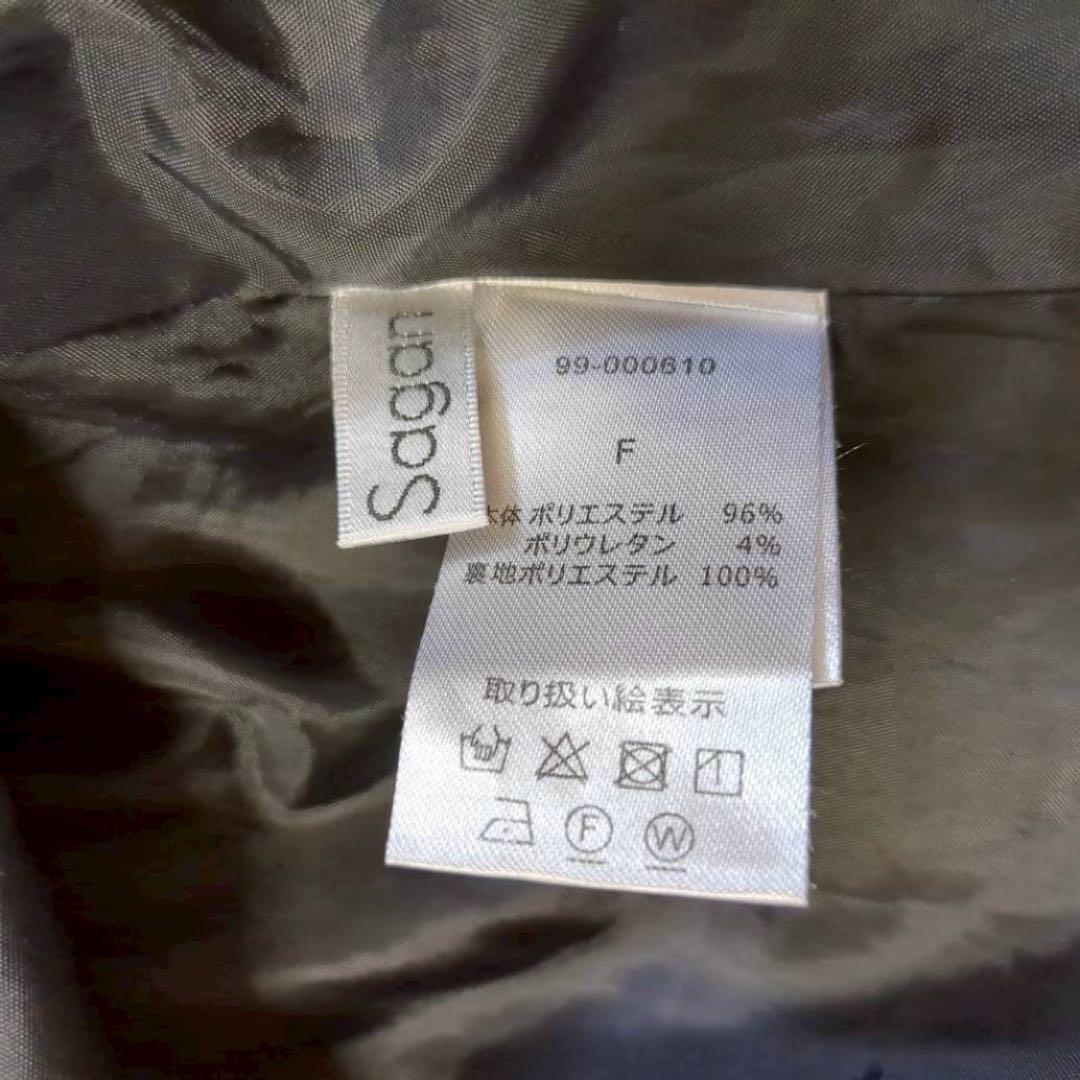 Sagan
99-000610
F
本体 ポリエステル 96%
ポリウレタン 4%
裏地ポリエステル 100%
取り扱い絵表示
F
W